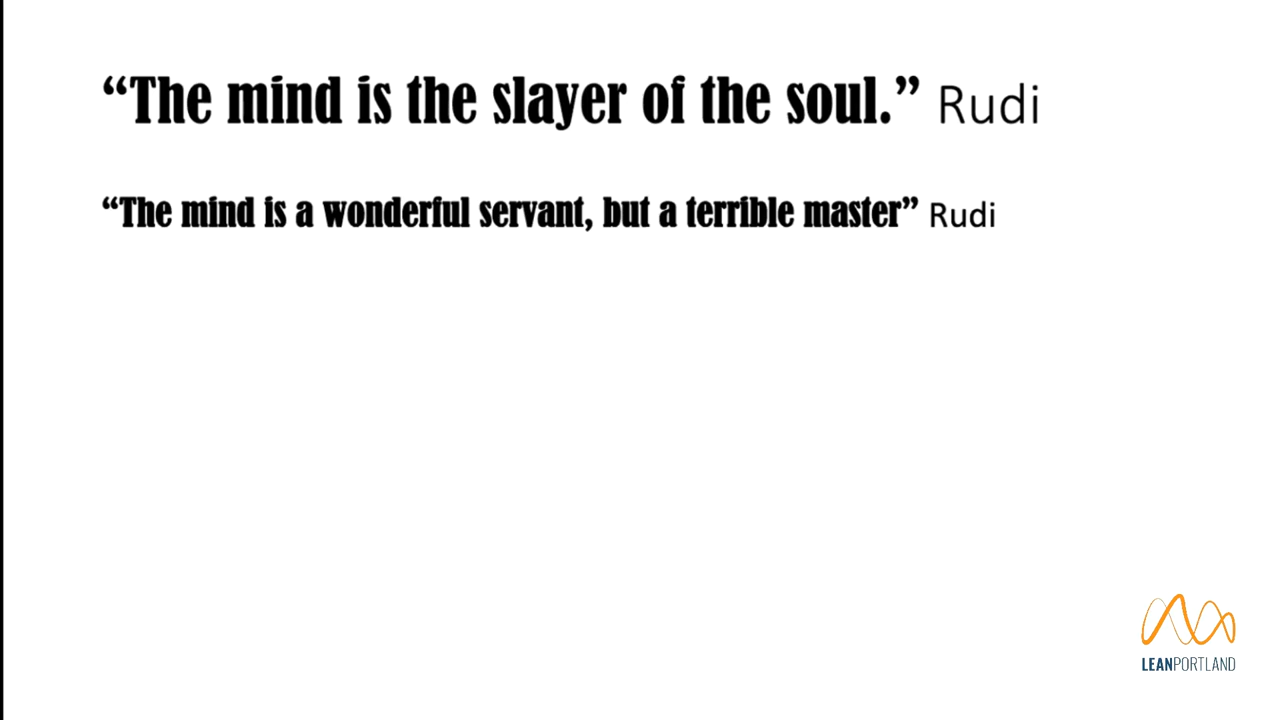 “The mind is the slayer of the soul.” Rudi
“The mind is a wonderful servant, but a terrible master” Rudi
LEANPORTLAND